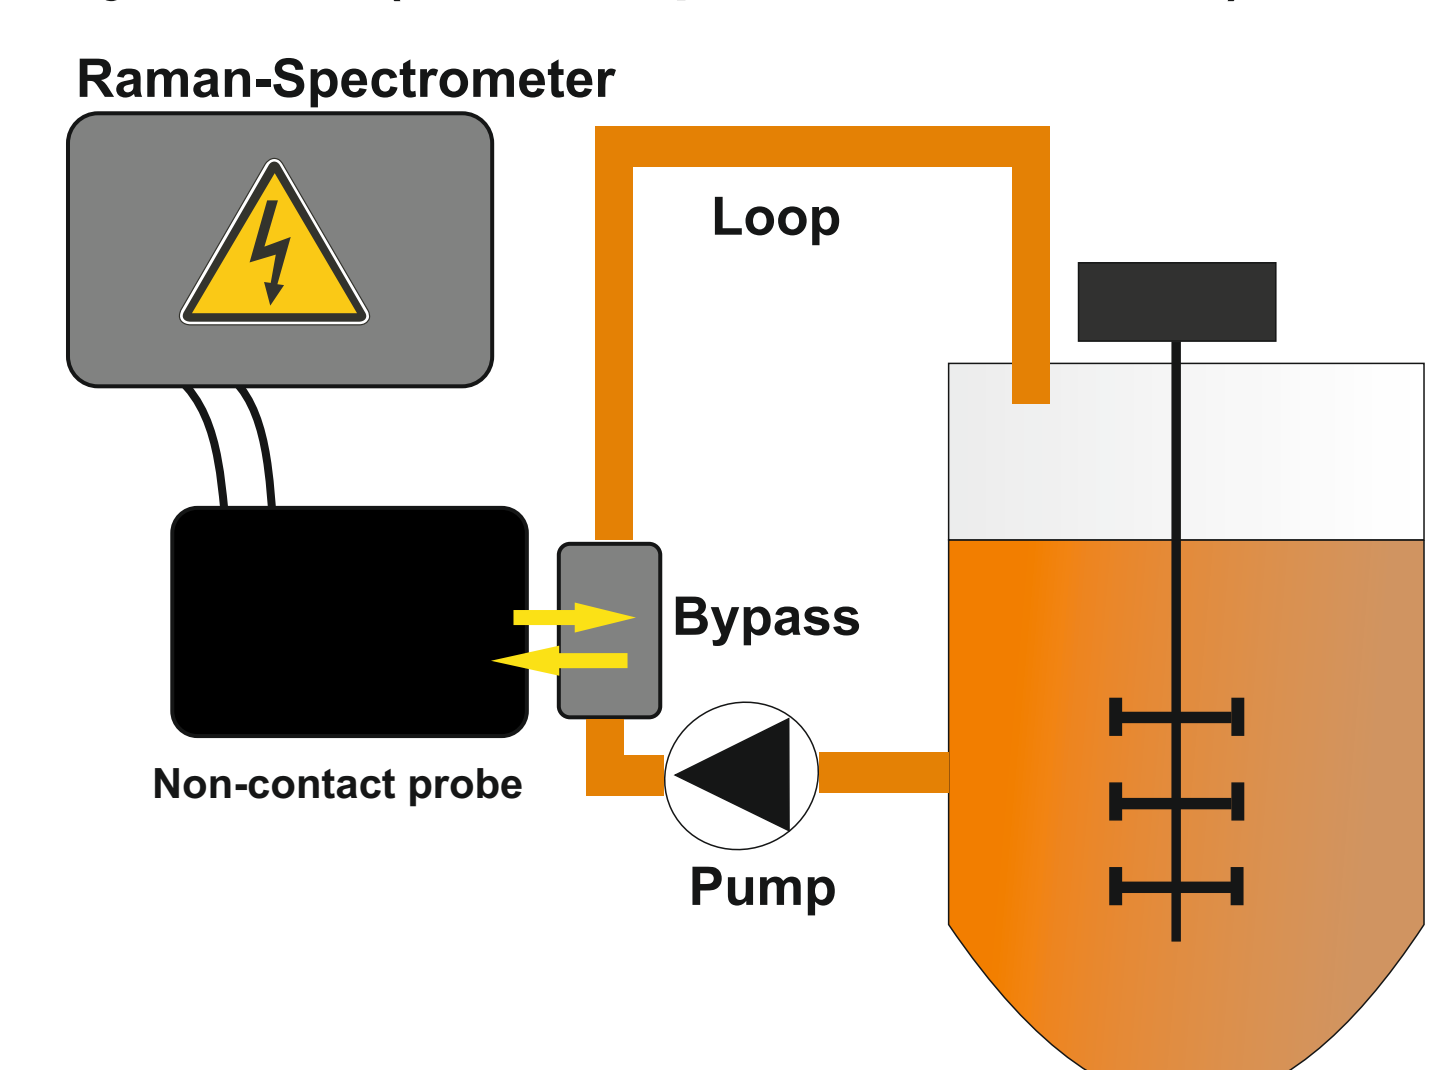 Raman-Spectrometer
Loop
Bypass
Non-contact probe
Pump